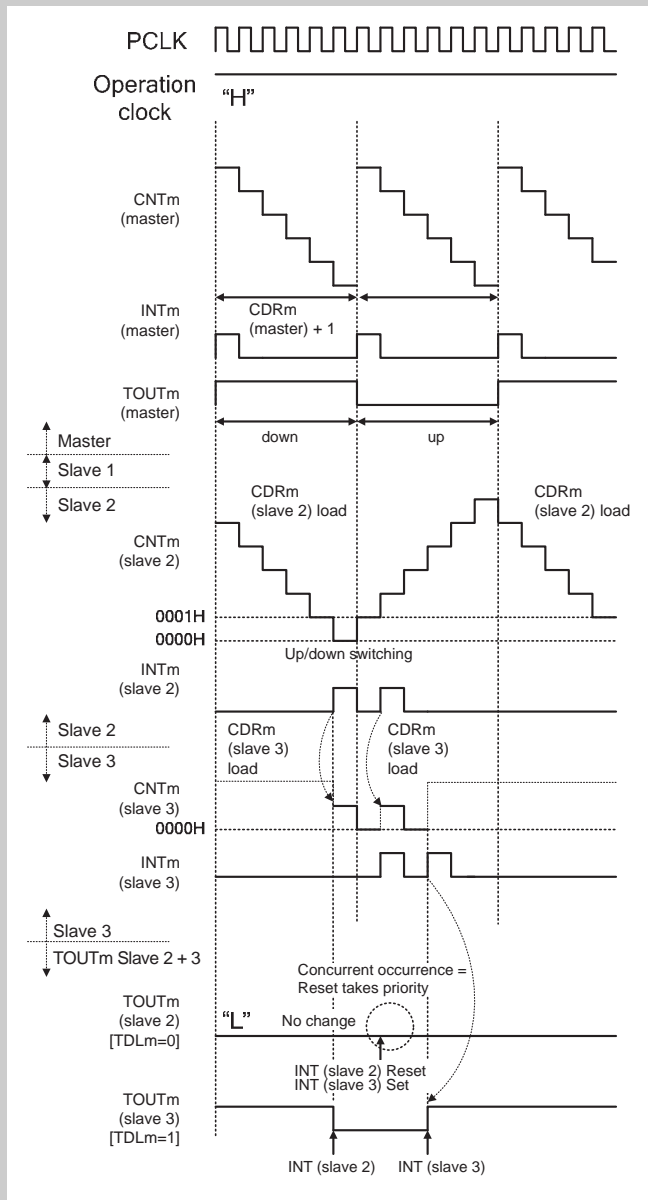 PCLK
Operation
clock
“H”
CNTm
(master)
INTm
(master)
CDRm
(master) + 1
TOUTm
(master)
down
up
Master
Slave 1
Slave 2
CDRm
(slave 2) load
CDRm
(slave 2) load
CNTm
(slave 2)
0001H
0000H
Up/down switching
INTm
(slave 2)
Slave 2
Slave 3
CDRm
(slave 3)
load
CDRm
(slave 3)
load
CNTm
(slave 3)
0000H
INTm
(slave 3)
Slave 3
TOUTm Slave 2 + 3
Concurrent occurrence =
Reset takes priority
TOUTm
(slave 2)
[TDLm=0]
“L”
No change
INT (slave 2) Reset
INT (slave 3) Set
TOUTm
(slave 3)
[TDLm=1]
INT (slave 2)
INT (slave 3)